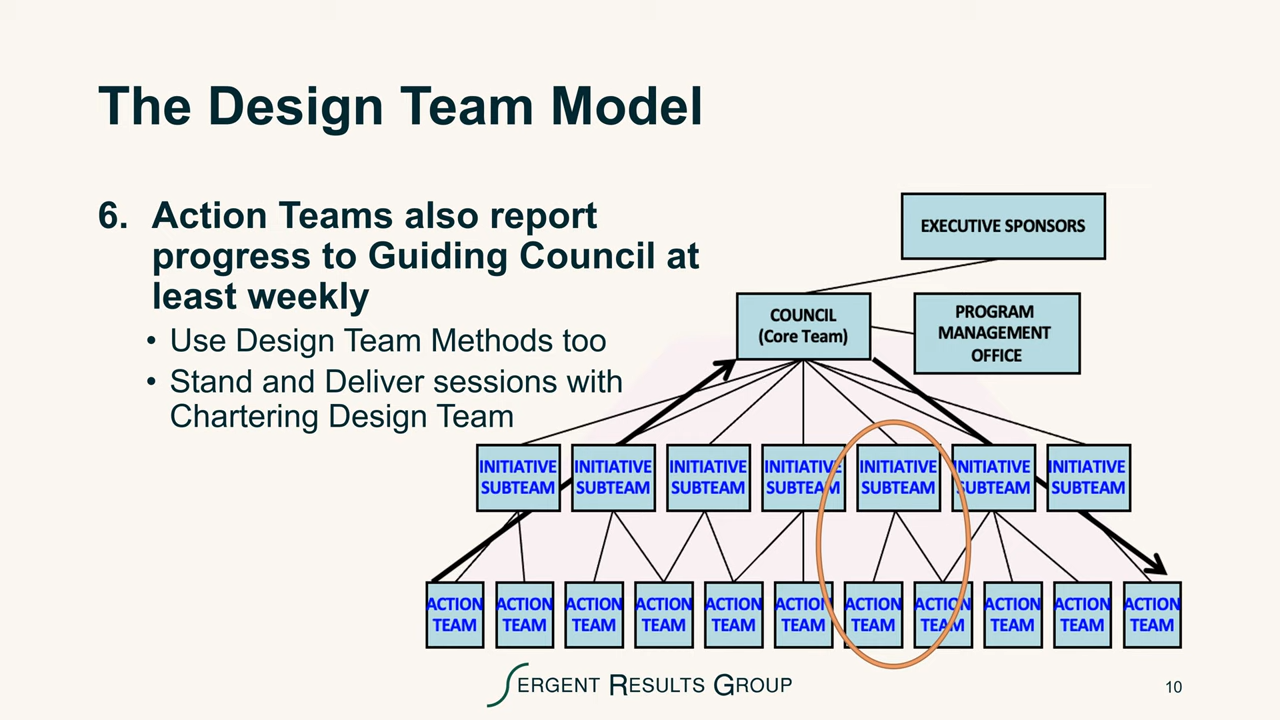 The Design Team Model
6. Action Teams also report
progress to Guiding Council at
least weekly
• Use Design Team Methods too
• Stand and Deliver sessions with
Chartering Design Team
EXECUTIVE SPONSORS
COUNCIL
(Core Team)
PROGRAM
MANAGEMENT
OFFICE
INITIATIVE
SUBTEAM
INITIATIVE
SUBTEAM
INITIATIVE
SUBTEAM
INITIATIVE
SUBTEAM
INITIATIVE
SUBTEAM
INITIATIVE
SUBTEAM
INITIATIVE
SUBTEAM
ACTION
TEAM
ACTION
TEAM
ACTION
TEAM
ACTION
TEAM
ACTION
TEAM
ACTION
TEAM
ACTION
TEAM
ACTION
TEAM
ACTION
TEAM
ACTION
TEAM
ACTION
TEAM
SERGENT RESULTS GROUP
10